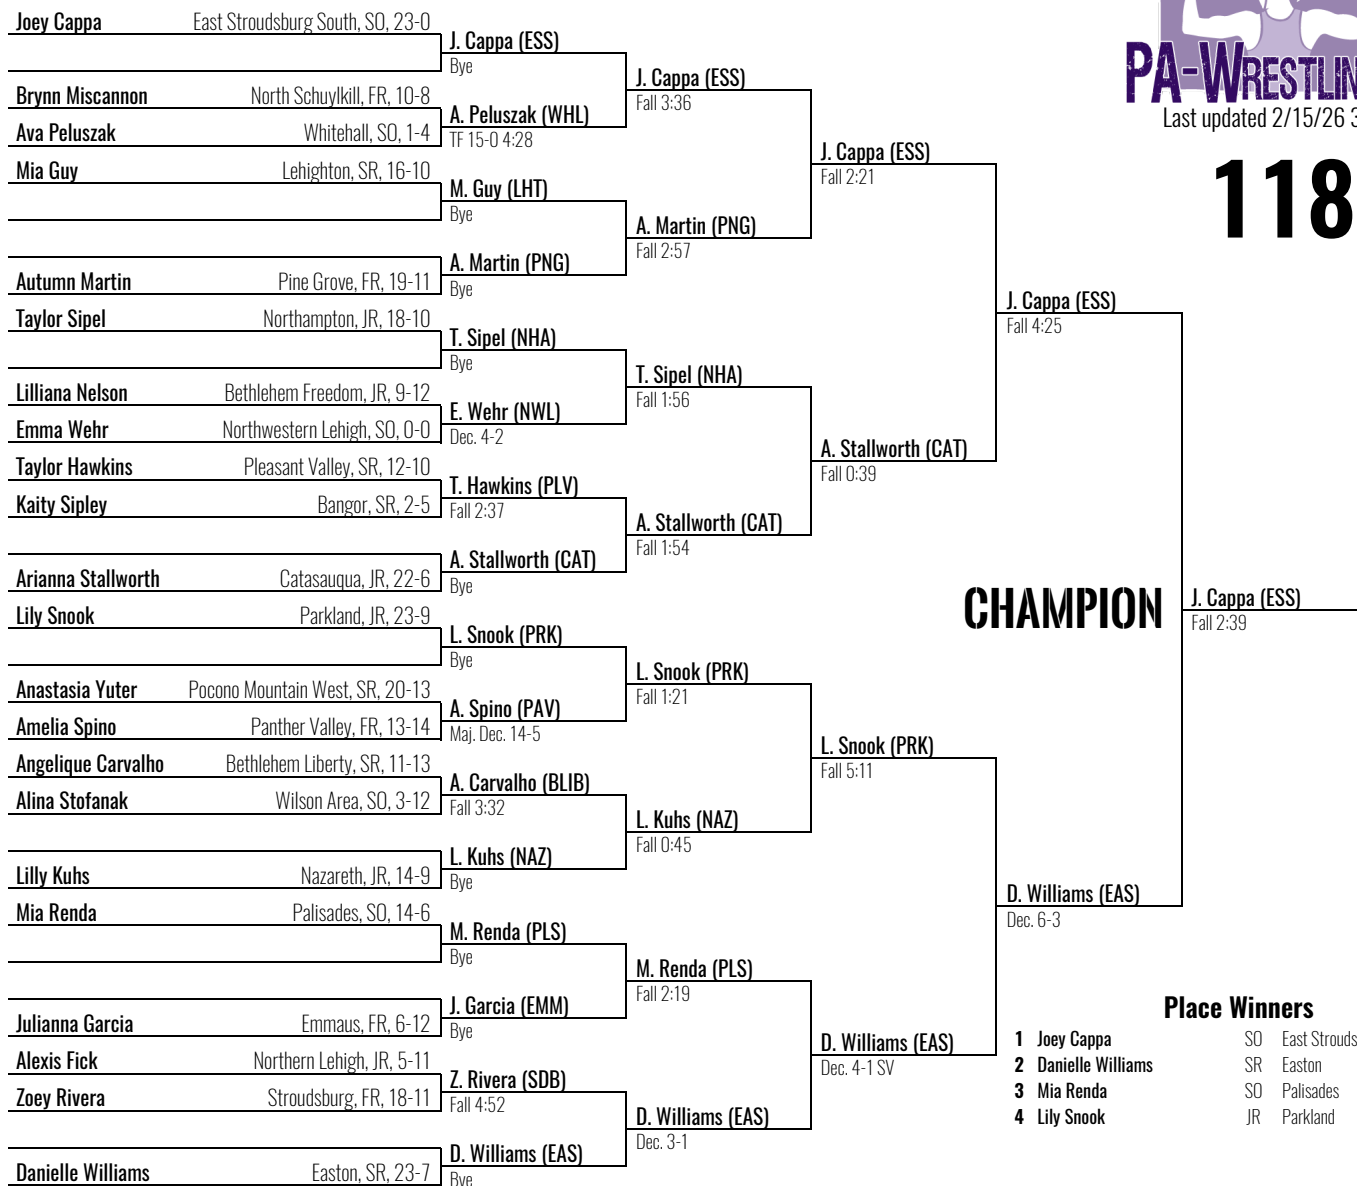 Joey Cappa East Stroudsburg South, SO, 23-0
Brynn Miscannon North Schuylkill, FR, 10-8
Ava Peluszak Whitehall, SO, 1-4
Mia Guy Lehighton, SR, 16-10
Autumn Martin Pine Grove, FR, 19-11
Taylor Sipel Northampton, JR, 18-10
Lilliana Nelson Bethlehem Freedom, JR, 9-12
Emma Wehr Northwestern Lehigh, SO, 0-0
Taylor Hawkins Pleasant Valley, SR, 12-10
Kaity Sipley Bangor, SR, 2-5
Arianna Stallworth Catasauqua, JR, 22-6
Lily Snook Parkland, JR, 23-9
Anastasia Yuter Pocono Mountain West, SR, 20-13
Amelia Spino Panther Valley, FR, 13-14
Angelique Carvalho Bethlehem Liberty, SR, 11-13
Alina Stofanak Wilson Area, SO, 3-12
Lilly Kuhs Nazareth, JR, 14-9
Mia Renda Palisades, SO, 14-6
Julianna Garcia Emmaus, FR, 6-12
Alexis Fick Northern Lehigh, JR, 5-11
Zoey Rivera Stroudsburg, FR, 18-11
Danielle Williams Easton, SR, 23-7
J. Cappa (ESS)
Bye
A. Peluszak (WHL)
TF 15-0 4:28
M. Guy (LHT)
Bye
A. Martin (PNG)
Bye
T. Sipel (NHA)
Bye
E. Wehr (NWL)
Dec. 4-2
T. Hawkins (PLV)
Fall 2:37
A. Stallworth (CAT)
Bye
L. Snook (PRK)
Bye
A. Spino (PAV)
Maj. Dec. 14-5
A. Carvalho (BLIB)
Fall 3:32
L. Kuhs (NAZ)
Bye
M. Renda (PLS)
Bye
J. Garcia (EMM)
Bye
Z. Rivera (SDB)
Fall 4:52
D. Williams (EAS)
Bye
J. Cappa (ESS)
Fall 3:36
A. Martin (PNG)
Fall 2:57
T. Sipel (NHA)
Fall 1:56
A. Stallworth (CAT)
Fall 1:54
L. Snook (PRK)
Fall 1:21
L. Kuhs (NAZ)
Fall 0:45
M. Renda (PLS)
Fall 2:19
D. Williams (EAS)
Dec. 3-1
J. Cappa (ESS)
Fall 2:21
A. Stallworth (CAT)
Fall 0:39
L. Snook (PRK)
Fall 5:11
D. Williams (EAS)
Dec. 4-1 SV
J. Cappa (ESS)
Fall 4:25
D. Williams (EAS)
Dec. 6-3
CHAMPION
J. Cappa (ESS)
Fall 2:39
PA-WRESTLIN
Last updated 2/15/26 3
118
Place Winners
1 Joey Cappa SO East Strouds
2 Danielle Williams SR Easton
3 Mia Renda SO Palisades
4 Lily Snook JR Parkland